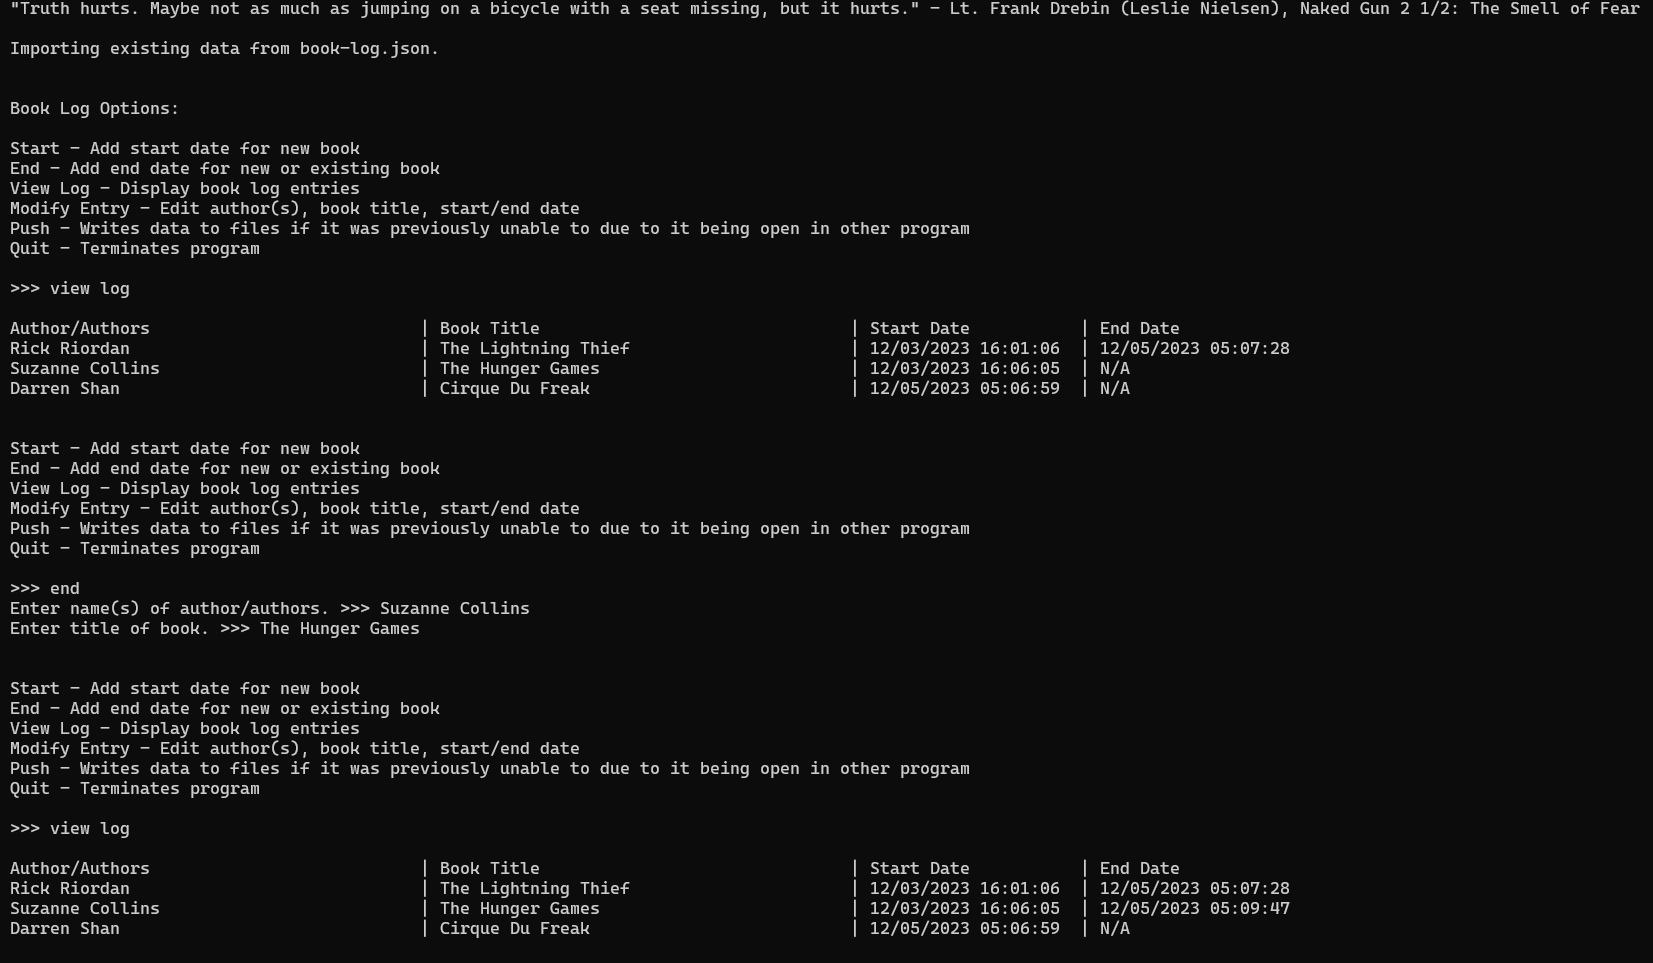 "Truth hurts. Maybe not as much as jumping on a bicycle with a seat missing, but it hurts." - Lt. Frank Drebin (Leslie Nielsen), Naked Gun 2 1/2: The Smell of Fear
Importing existing data from book-log.json.
Book Log Options:
Start - Add start date for new book
End - Add end date for new or existing book
View Log - Display book log entries
Modify Entry - Edit author(s), book title, start/end date
Push - Writes data to files if it was previously unable to due to it being open in other program
Quit - Terminates program
>>> view log
Author/Authors | Book Title | Start Date | End Date
Rick Riordan | The Lightning Thief | 12/03/2023 16:01:06 | 12/05/2023 05:07:28
Suzanne Collins | The Hunger Games | 12/03/2023 16:06:05 | N/A
Darren Shan | Cirque Du Freak | 12/05/2023 05:06:59 | N/A
Start - Add start date for new book
End - Add end date for new or existing book
View Log - Display book log entries
Modify Entry - Edit author(s), book title, start/end date
Push - Writes data to files if it was previously unable to due to it being open in other program
Quit - Terminates program
>>> end
Enter name(s) of author/authors. >>> Suzanne Collins
Enter title of book. >>> The Hunger Games
Start - Add start date for new book
End - Add end date for new or existing book
View Log - Display book log entries
Modify Entry - Edit author(s), book title, start/end date
Push - Writes data to files if it was previously unable to due to it being open in other program
Quit - Terminates program
>>> view log
Author/Authors | Book Title | Start Date | End Date
Rick Riordan | The Lightning Thief | 12/03/2023 16:01:06 | 12/05/2023 05:07:28
Suzanne Collins | The Hunger Games | 12/03/2023 16:06:05 | 12/05/2023 05:09:47
Darren Shan | Cirque Du Freak | 12/05/2023 05:06:59 | N/A